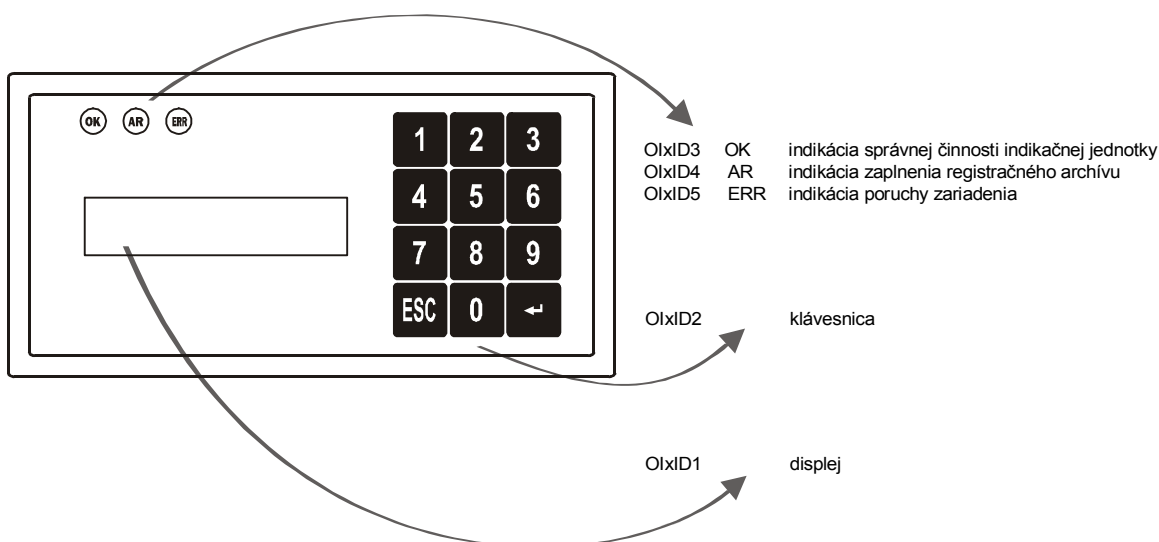 OK AR ERR
1 2 3
4 5 6
7 8 9
ESC 0 ↵
OIxID3 OK indikácia správnej činnosti indikačnej jednotky
OIxID4 AR indikácia zaplnenia registračného archívu
OIxID5 ERR indikácia poruchy zariadenia
OIxID2 klávesnica
OIxID1 displej